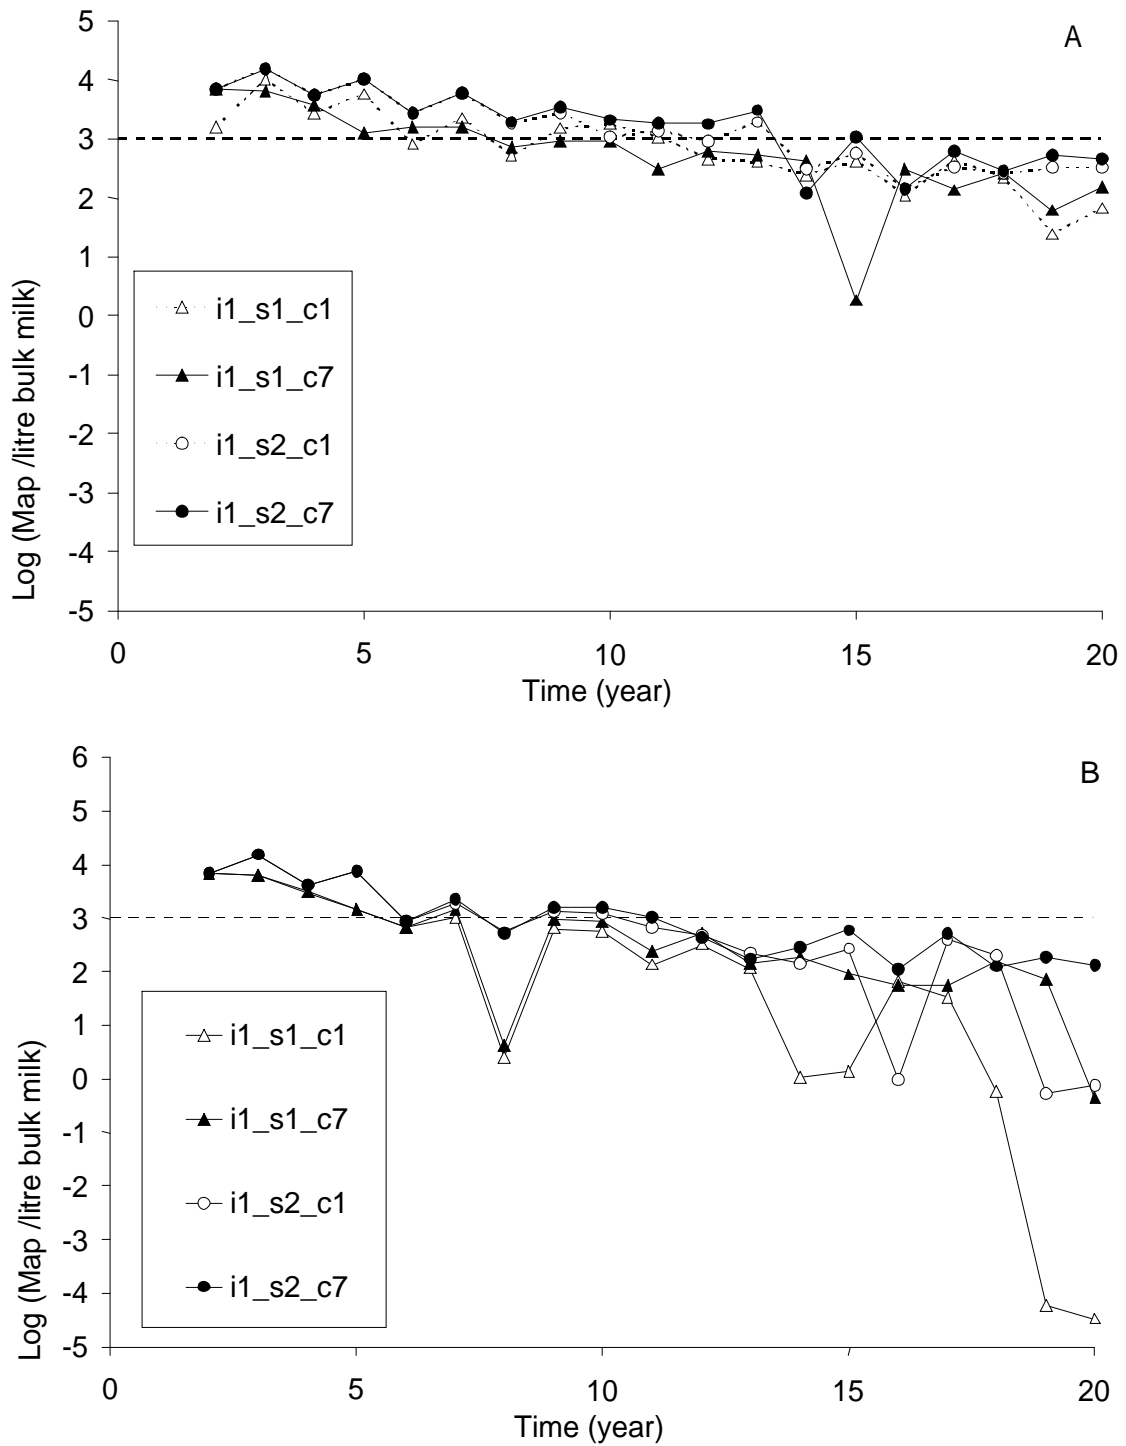 A
5
4
3
2
1
0
-1
-2
-3
-4
-5
Log (Map /litre bulk milk)
i1_s1_c1
i1_s1_c7
i1_s2_c1
i1_s2_c7
0 5 10 15 20
Time (year)
B
6
5
4
3
2
1
0
-1
-2
-3
-4
-5
Log (Map /litre bulk milk)
i1_s1_c1
i1_s1_c7
i1_s2_c1
i1_s2_c7
0 5 10 15 20
Time (year)